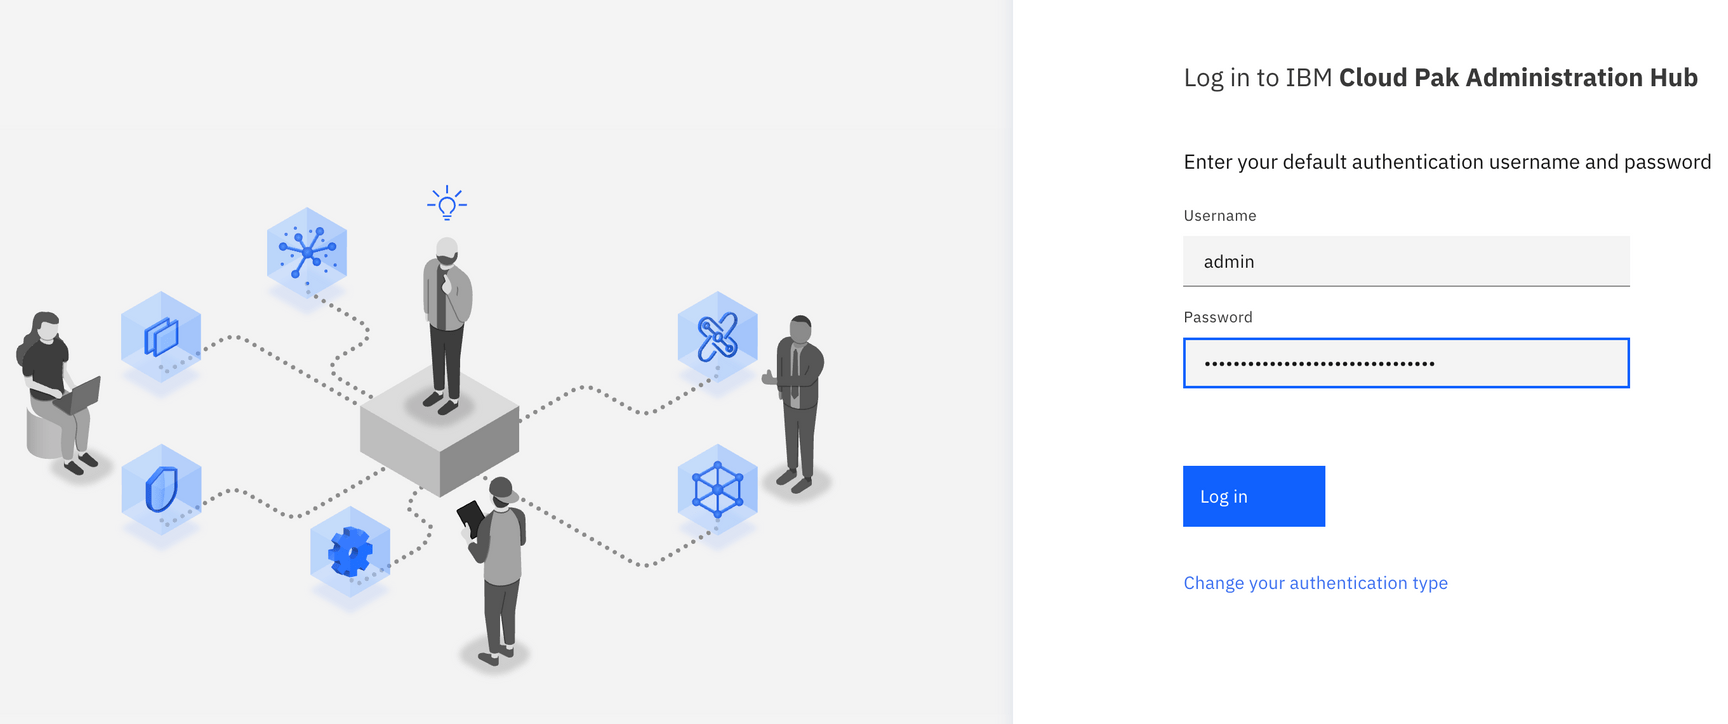 Log in to IBM Cloud Pak Administration Hub
Enter your default authentication username and password
Username
admin
Password
••••••••••••••••••••••••••••••••
Log in
Change your authentication type